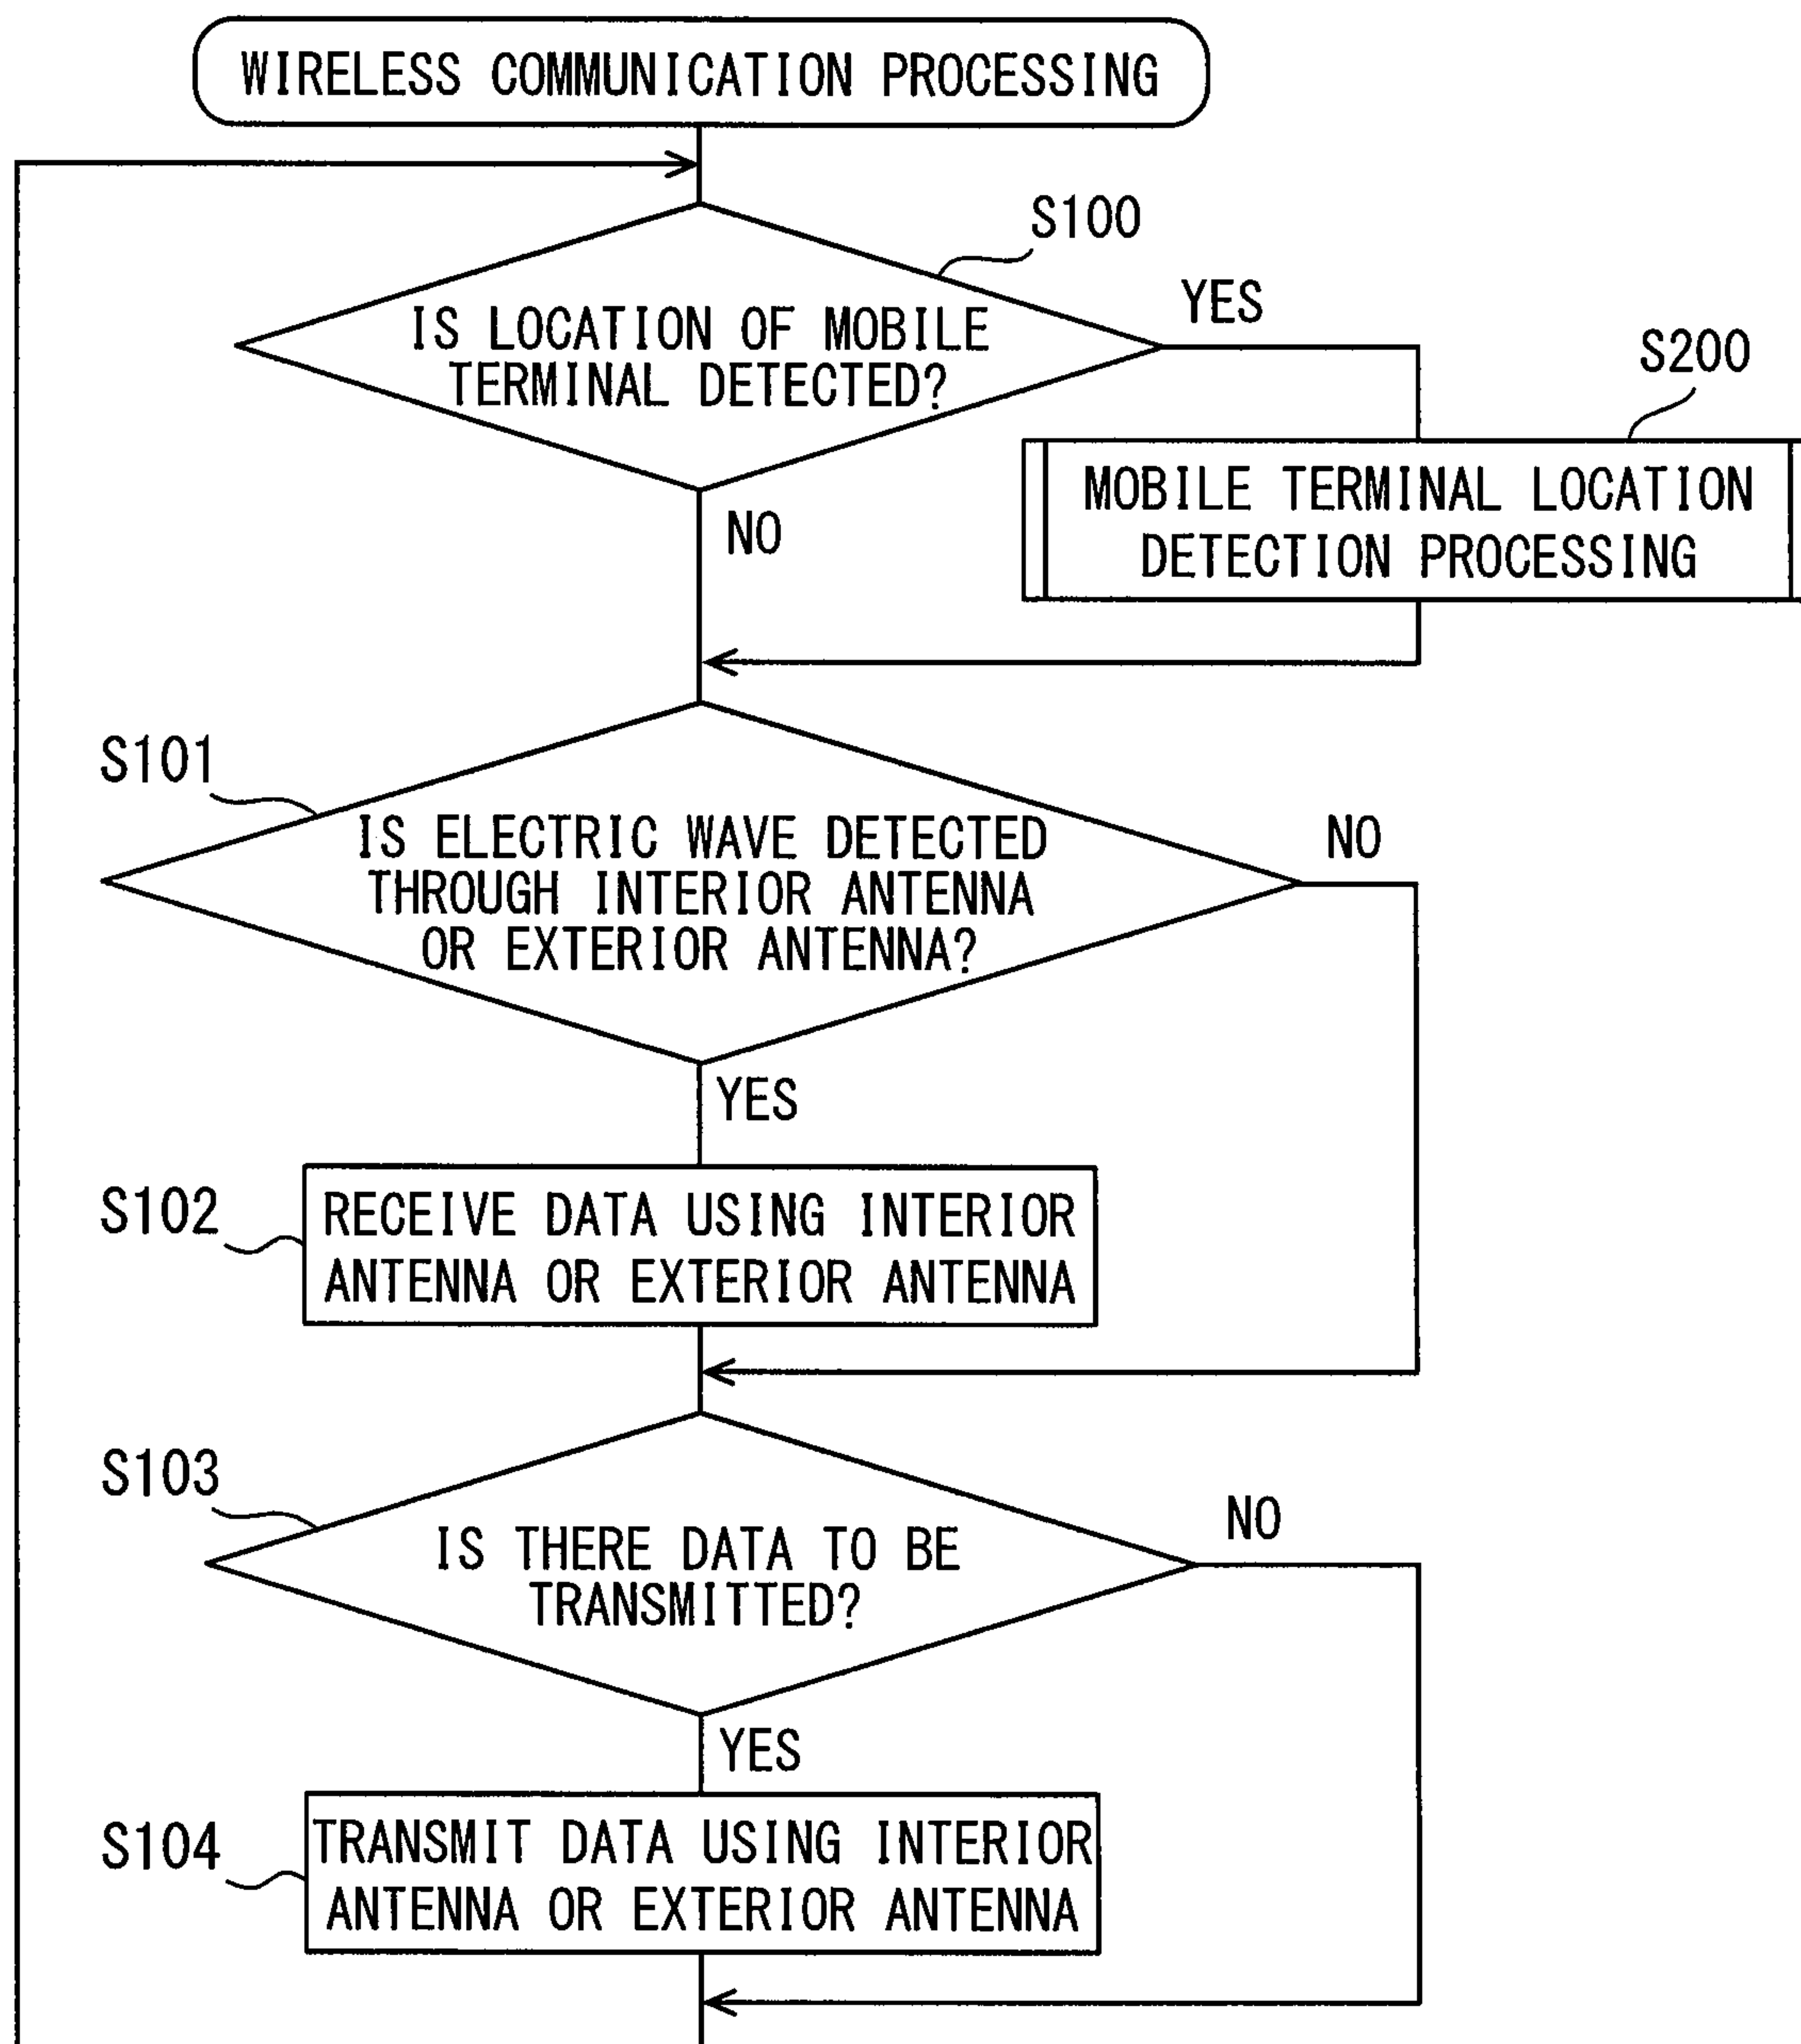 WIRELESS COMMUNICATION PROCESSING
S100
IS LOCATION OF MOBILE
TERMINAL DETECTED?
YES
S200
MOBILE TERMINAL LOCATION
DETECTION PROCESSING
NO
S101
IS ELECTRIC WAVE DETECTED
THROUGH INTERIOR ANTENNA
OR EXTERIOR ANTENNA?
NO
YES
S102
RECEIVE DATA USING INTERIOR
ANTENNA OR EXTERIOR ANTENNA
S103
IS THERE DATA TO BE
TRANSMITTED?
NO
YES
S104
TRANSMIT DATA USING INTERIOR
ANTENNA OR EXTERIOR ANTENNA